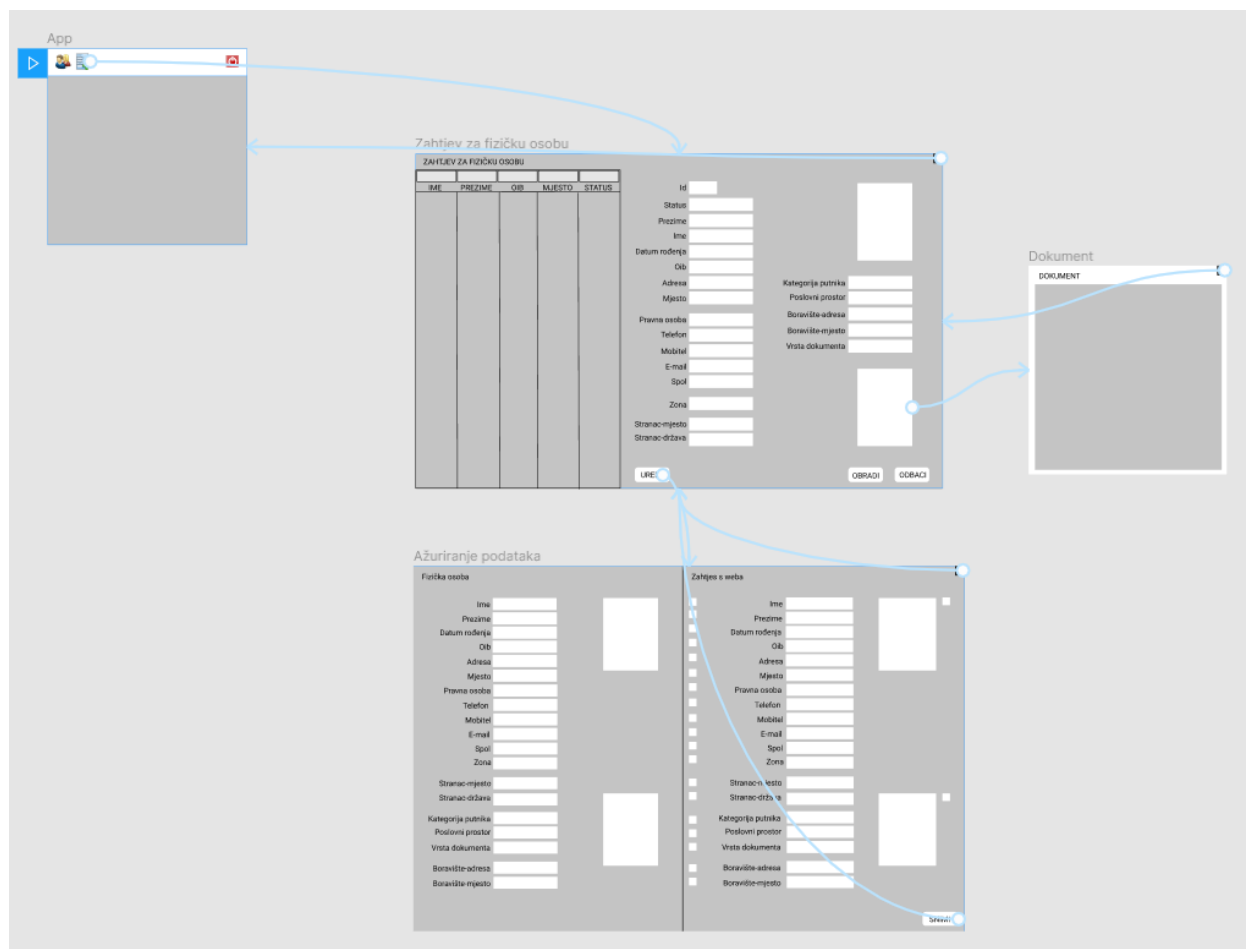 App
Zahtjev za fizičku osobu
ZAHTJEV ZA FIZIČKU OSOBU
IME PREZIME OIB MJESTO STATUS
Id
Status
Prezime
Ime
Datum rođenja
Oib
Adresa
Mjesto
Pravna osoba
Telefon
Mobitel
E-mail
Spol
Zona
Stranac-mjesto
Stranac-država
Kategorija putnika
Poslovni prostor
Boravište-adresa
Boravište-mjesto
Vrsta dokumenta
OBRADI ODBACI
Dokument
DOKUMENT
Ažuriranje podataka
Fizička osoba
Ime
Prezime
Datum rođenja
Oib
Adresa
Mjesto
Pravna osoba
Telefon
Mobitel
E-mail
Spol
Zona
Stranac-mjesto
Stranac-država
Kategorija putnika
Poslovni prostor
Vrsta dokumenta
Boravište-adresa
Boravište-mjesto
Zahtjev s weba
Ime
Prezime
Datum rođenja
Oib
Adresa
Mjesto
Pravna osoba
Telefon
Mobitel
E-mail
Spol
Zona
Stranac-mjesto
Stranac-država
Kategorija putnika
Poslovni prostor
Vrsta dokumenta
Boravište-adresa
Boravište-mjesto